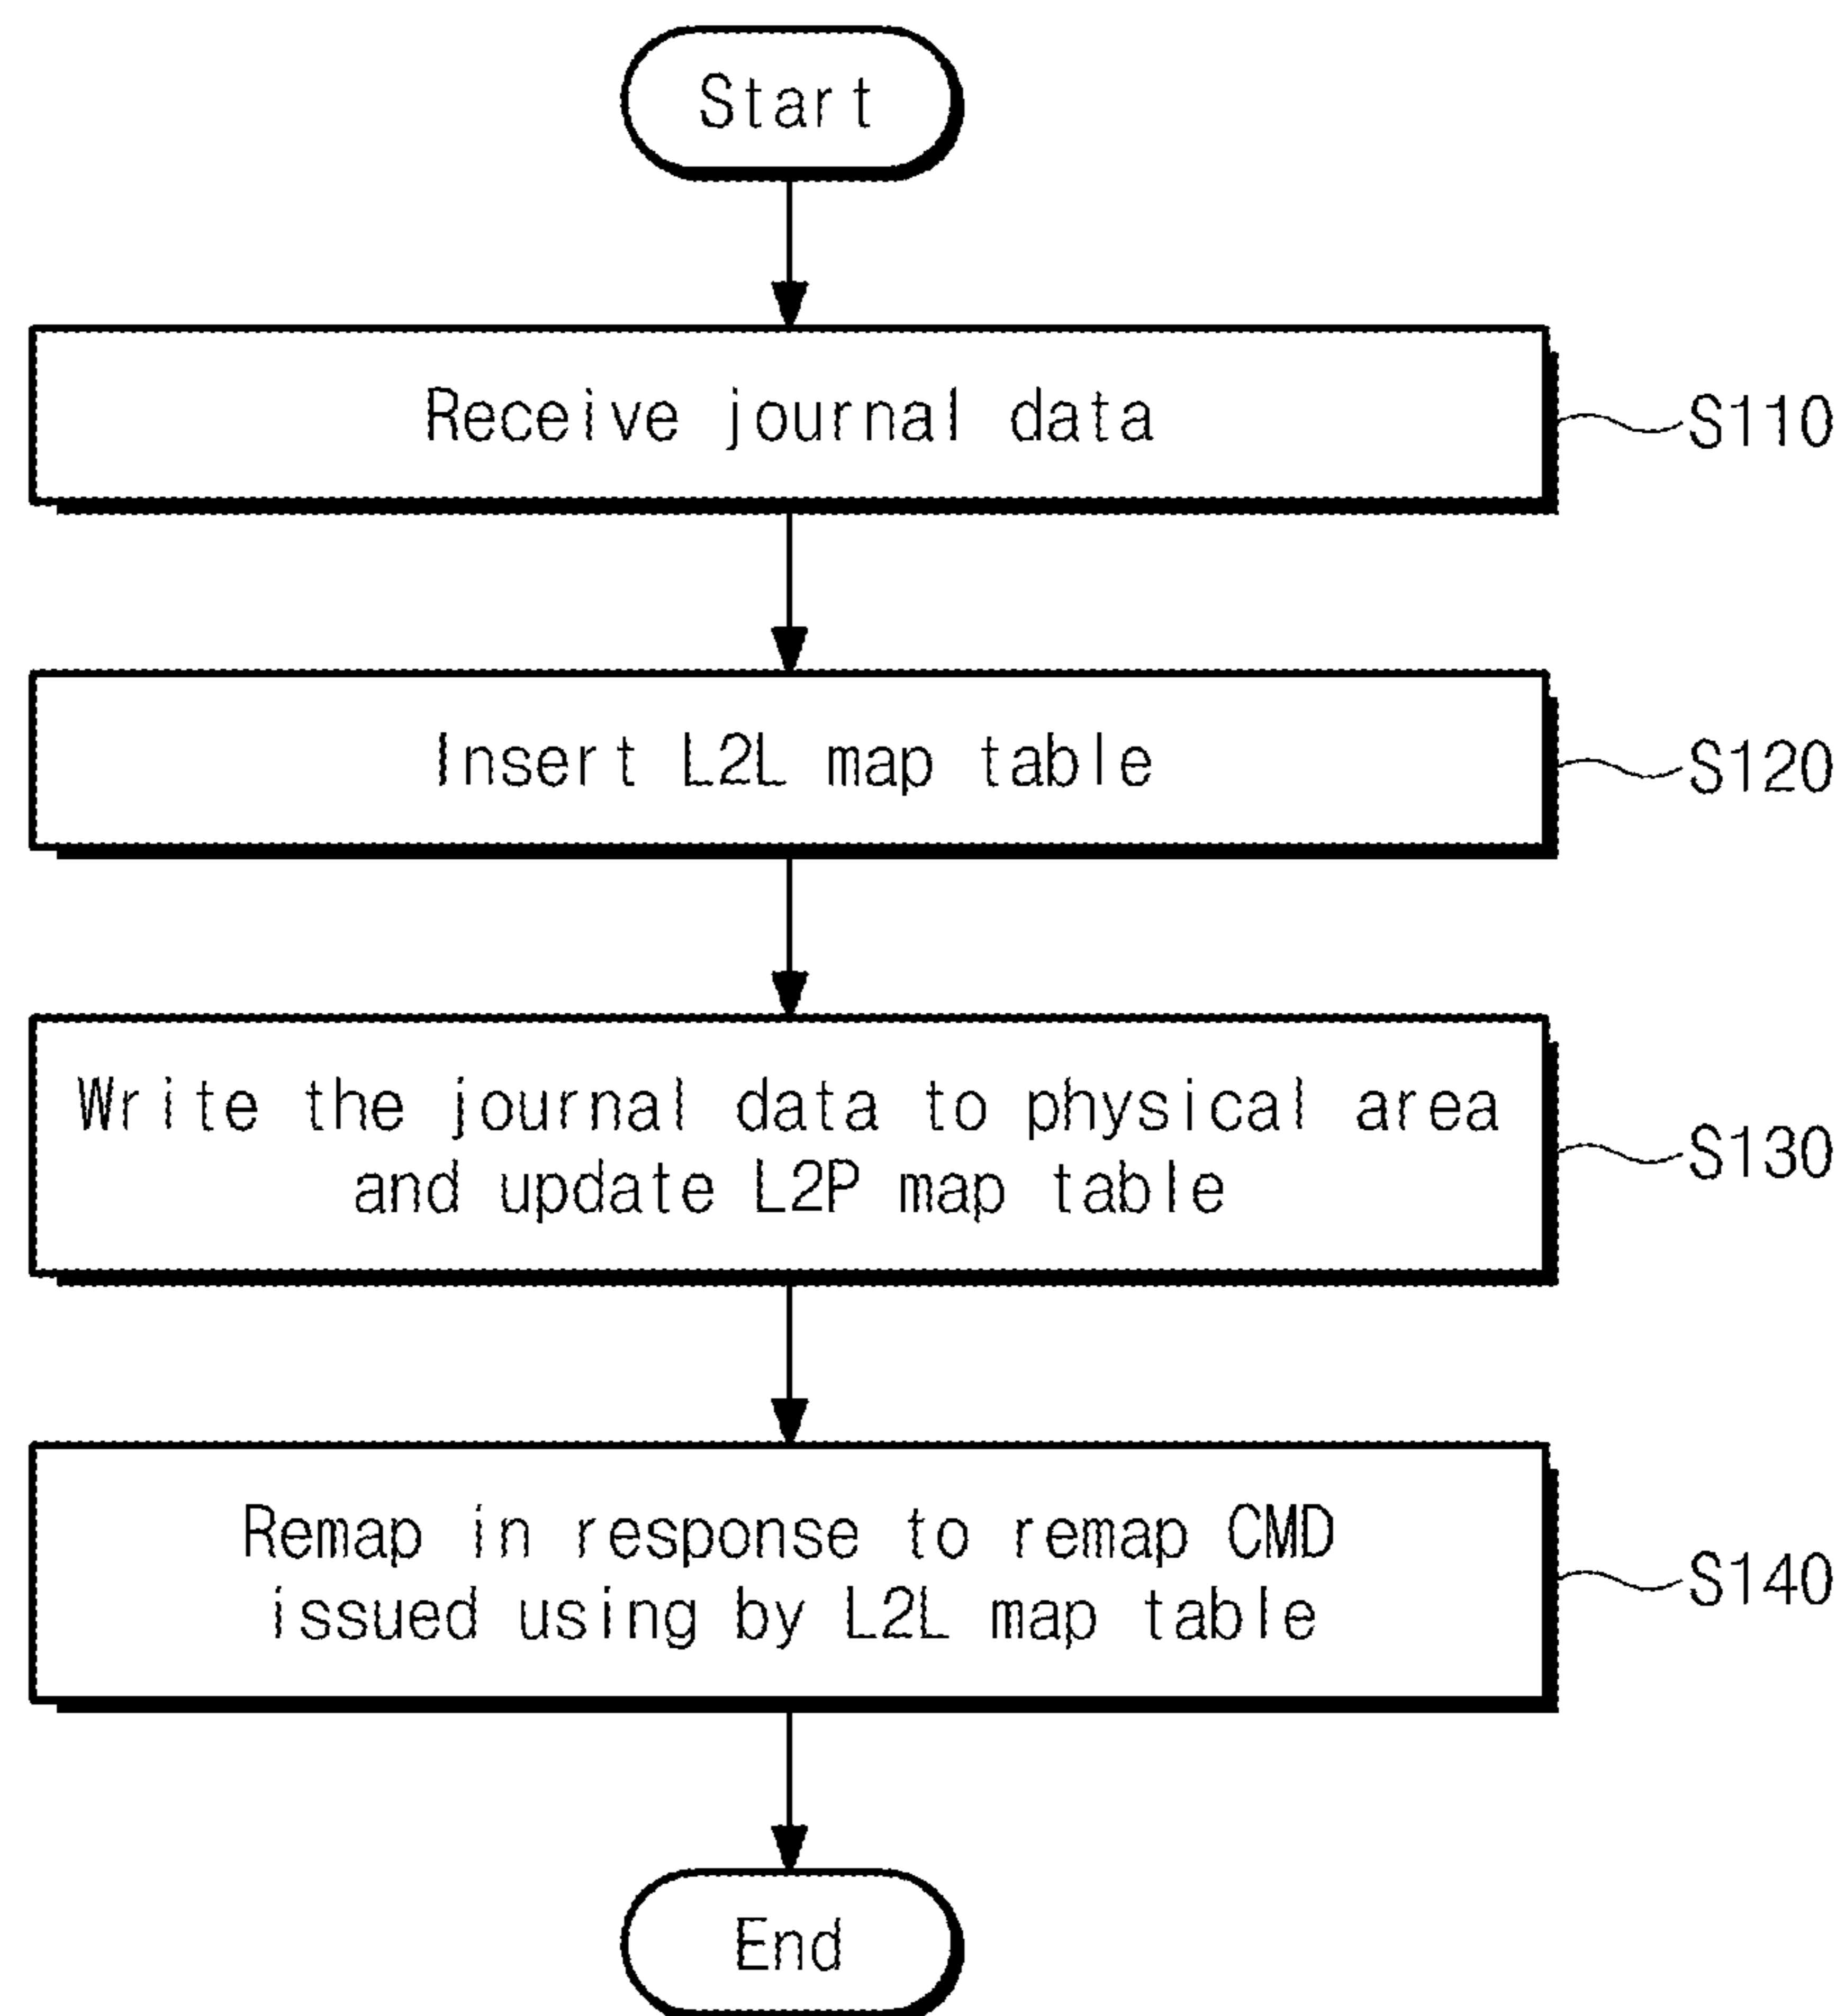 Start
Receive journal data
S110
Insert L2L map table
S120
Write the journal data to physical area
and update L2P map table
S130
Remap in response to remap CMD
issued using by L2L map table
S140
End